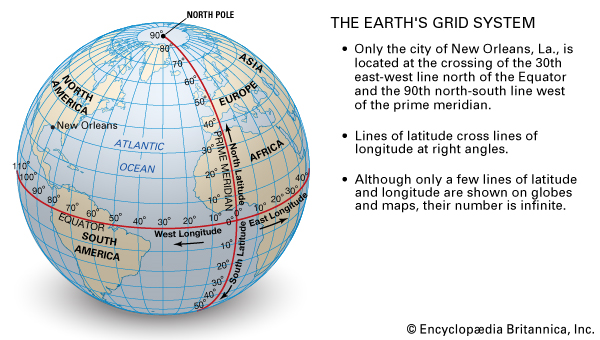 NORTH POLE
THE EARTH'S GRID SYSTEM
• Only the city of New Orleans, La., is
located at the crossing of the 30th
east-west line north of the Equator
and the 90th north-south line west
of the prime meridian.
• Lines of latitude cross lines of
longitude at right angles.
• Although only a few lines of latitude
and longitude are shown on globes
and maps, their number is infinite.
90°
80°
70°
60°
50°
40°
30°
20°
10°
0°
ASIA
EUROPE
AFRICA
NORTH
AMERICA
New Orleans
ATLANTIC
OCEAN
PRIME MERIDIAN
North Latitude
110°
100°
90°
80°
70°
60°
50°
40°
30°
20°
10°
10°
20°
30°
40°
EQUATOR
West Longitude
East Longitude
SOUTH
AMERICA
South Latitude
10°
20°
30°
40°
50°
© Encyclopædia Britannica, Inc.